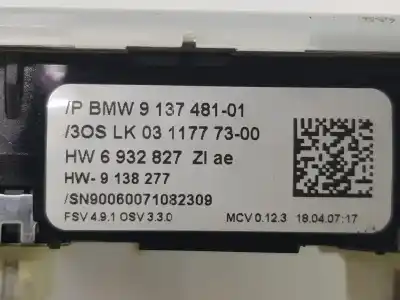 /P BMW 9 137 481-01
/3OS LK 03 1177 73-00
HW 6 932 827 ZI ae
HW- 9 138 277
/SN90060071082309
FSV 4.9.1 OSV 3.3.0 MCV 0.12.3 18.04.07:17